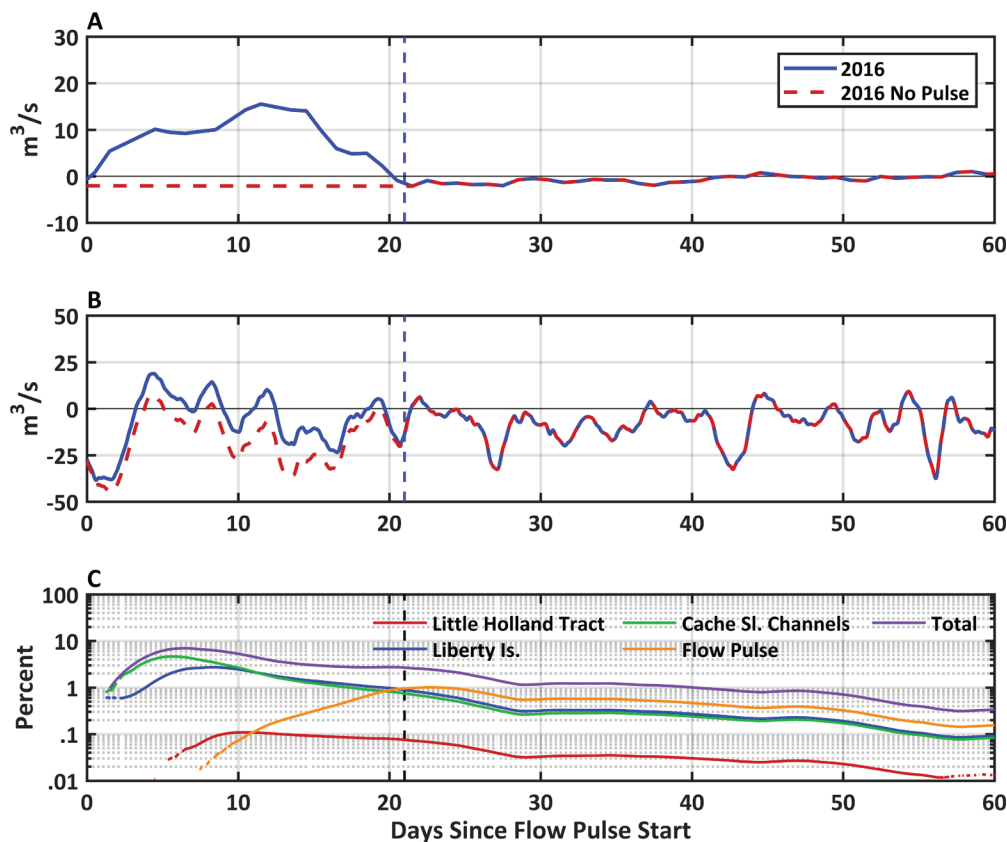 A
30
20
10
0
-10
m³/s
2016
2016 No Pulse
0 10 20 30 40 50 60
B
50
25
0
-25
-50
m³/s
0 10 20 30 40 50 60
C
100
10
1
.1
.01
Percent
Little Holland Tract Cache Sl. Channels Total
Liberty Is. Flow Pulse
0 10 20 30 40 50 60
Days Since Flow Pulse Start